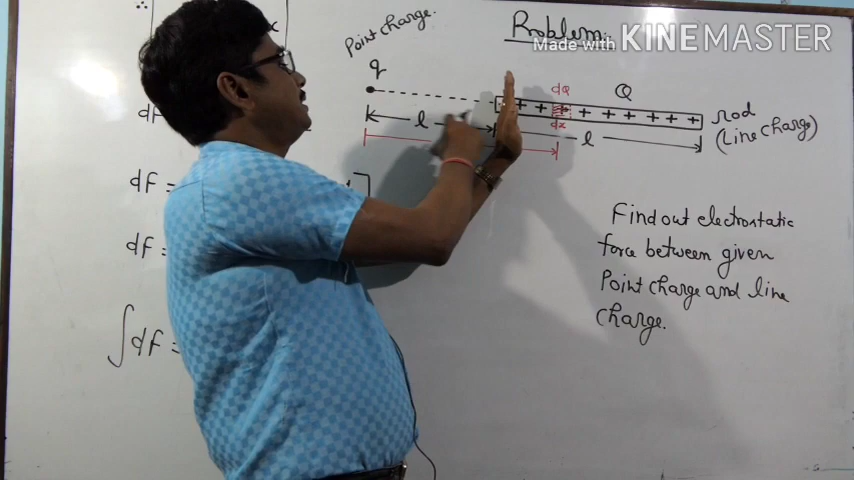 Problem:
Made with KINEMASTER
Point charge.
q
dQ
Q
+ + + + + + + + +
dx
rod
(Line charge)
l
l
dF
x
dF =
dF =
∫dF =
Find out electrostatic
force between given
Point charge and line
charge.